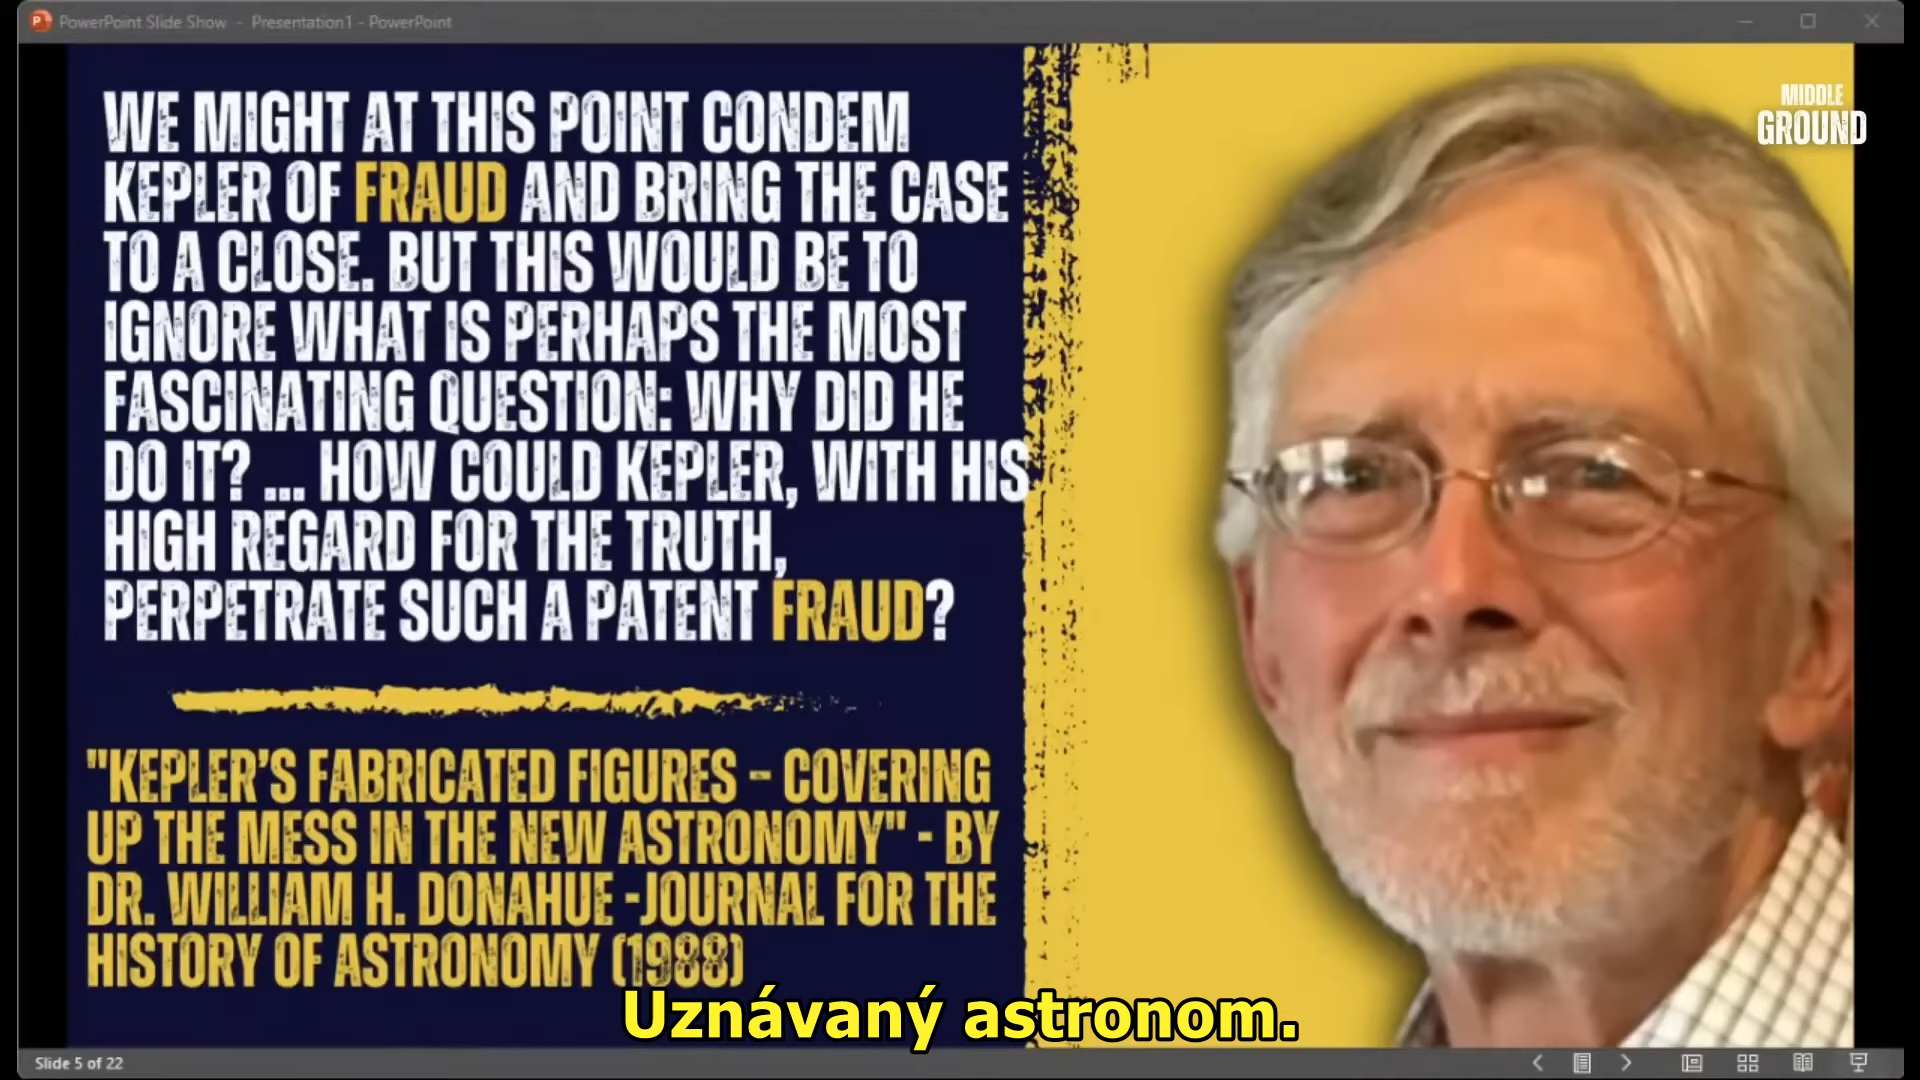 PowerPoint Slide Show - Presentation1 - PowerPoint
MIDDLE
GROUND
WE MIGHT AT THIS POINT CONDEM
KEPLER OF FRAUD AND BRING THE CASE
TO A CLOSE. BUT THIS WOULD BE TO
IGNORE WHAT IS PERHAPS THE MOST
FASCINATING QUESTION: WHY DID HE
DO IT? ... HOW COULD KEPLER, WITH HIS
HIGH REGARD FOR THE TRUTH,
PERPETRATE SUCH A PATENT FRAUD?
"KEPLER'S FABRICATED FIGURES – COVERING
UP THE MESS IN THE NEW ASTRONOMY" - BY
DR. WILLIAM H. DONAHUE -JOURNAL FOR THE
HISTORY OF ASTRONOMY (1988)
Uznávaný astronom.
Slide 5 of 22